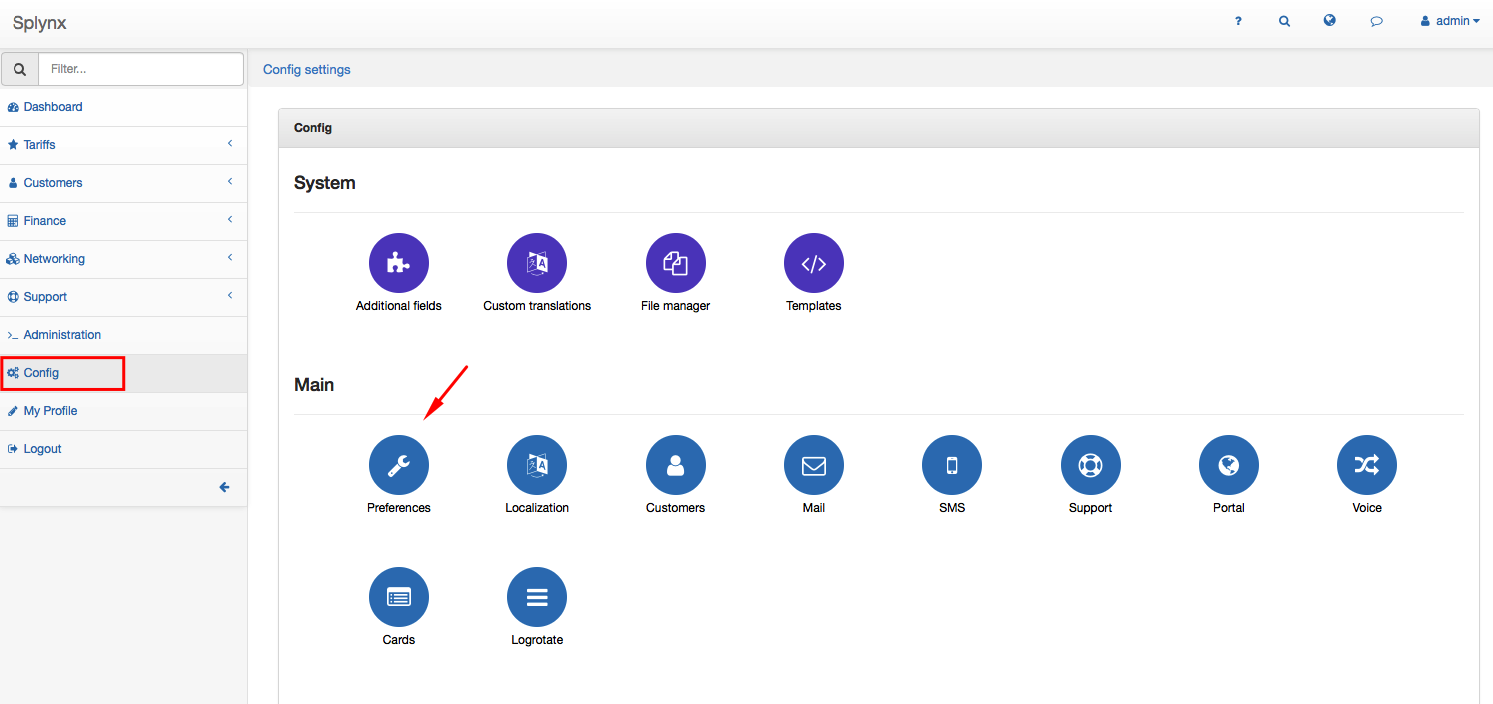 Splynx
?
admin
Filter...
Config settings
Dashboard
Tariffs
Customers
Finance
Networking
Support
Administration
Config
My Profile
Logout
Config
System
Additional fields
Custom translations
File manager
Templates
Main
Preferences
Localization
Customers
Mail
SMS
Support
Portal
Voice
Cards
Logrotate